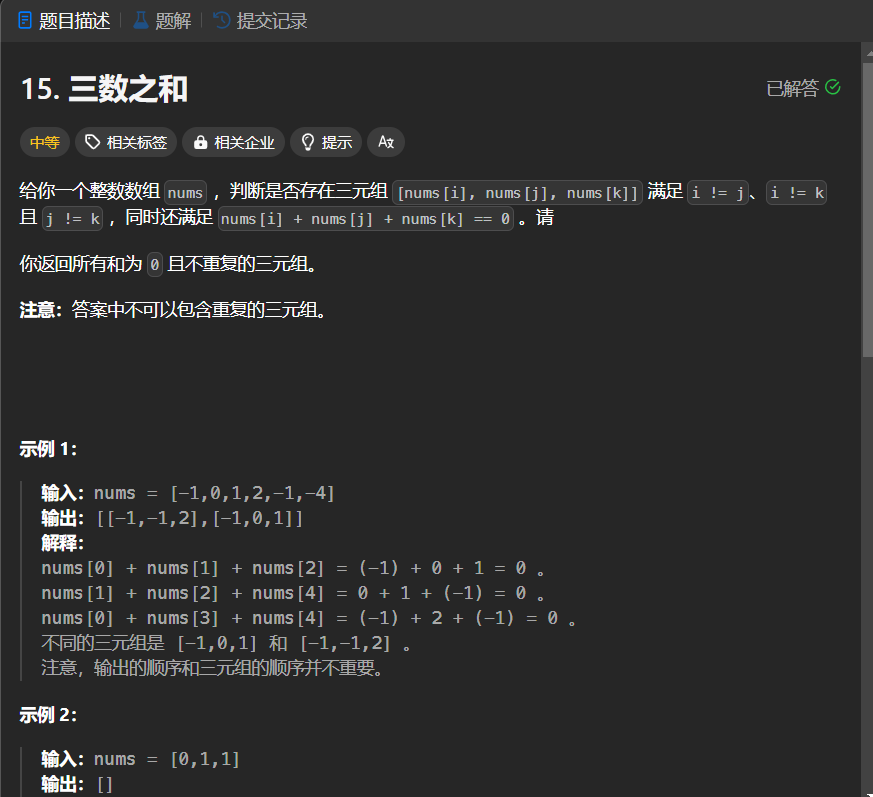 题目描述 题解 提交记录
15. 三数之和 已解答
中等 相关标签 相关企业 提示 Aあ
给你一个整数数组 nums ，判断是否存在三元组 [nums[i], nums[j], nums[k]] 满足 i != j、i != k
且 j != k ，同时还满足 nums[i] + nums[j] + nums[k] == 0 。请
你返回所有和为 0 且不重复的三元组。
注意：答案中不可以包含重复的三元组。
示例 1：
输入：nums = [-1,0,1,2,-1,-4]
输出：[[-1,-1,2],[-1,0,1]]
解释：
nums[0] + nums[1] + nums[2] = (-1) + 0 + 1 = 0 。
nums[1] + nums[2] + nums[4] = 0 + 1 + (-1) = 0 。
nums[0] + nums[3] + nums[4] = (-1) + 2 + (-1) = 0 。
不同的三元组是 [-1,0,1] 和 [-1,-1,2] 。
注意，输出的顺序和三元组的顺序并不重要。
示例 2：
输入：nums = [0,1,1]
输出：[]